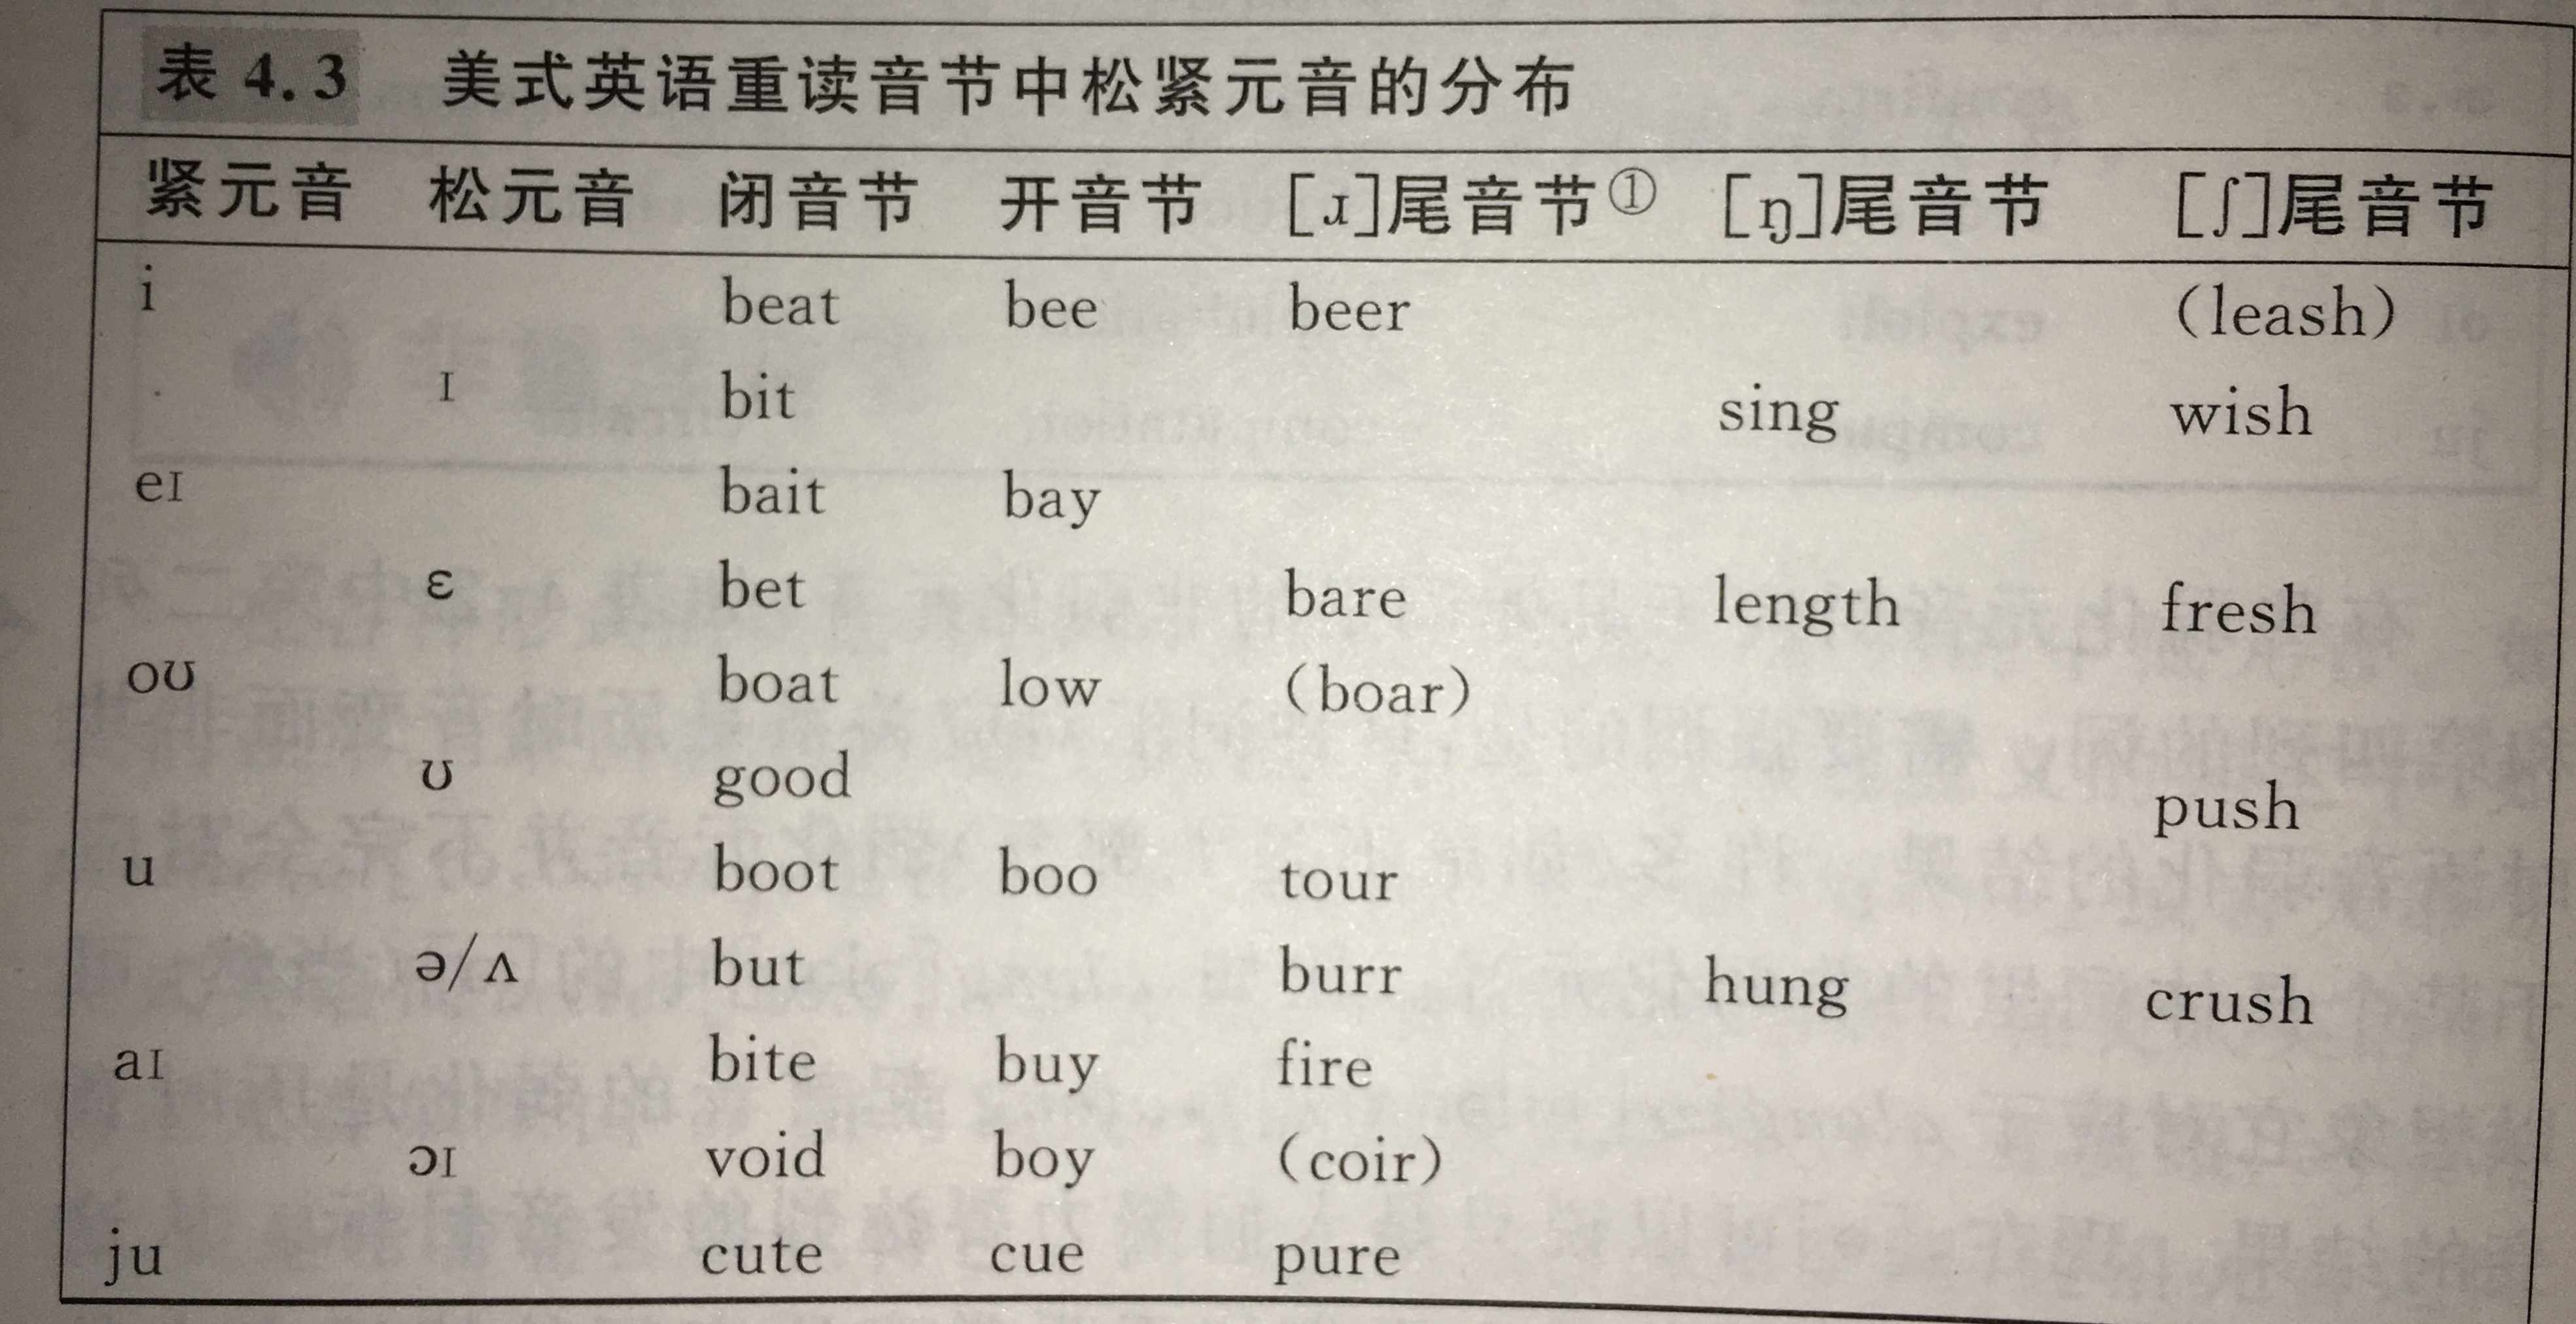 表 4.3 美式英语重读音节中松紧元音的分布
紧元音 松元音 闭音节 开音节 [ɹ]尾音节① [ŋ]尾音节 [ʃ]尾音节
i beat bee beer (leash)
ɪ bit sing wish
eɪ bait bay
ɛ bet bare length fresh
oʊ boat low (boar)
ʊ good push
u boot boo tour
ə/ʌ but burr hung crush
aɪ bite buy fire
ɔɪ void boy (coir)
ju cute cue pure